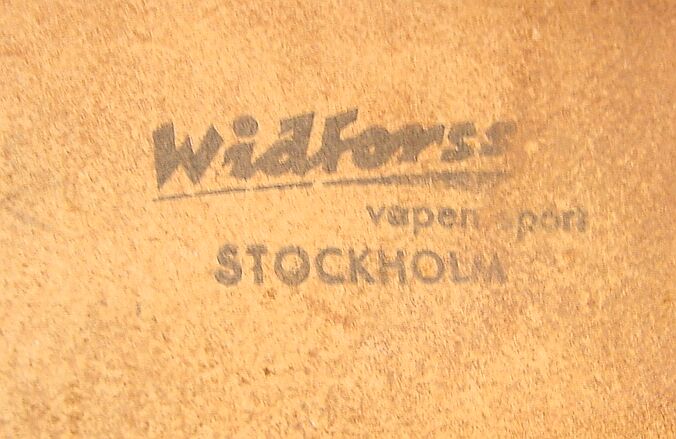 Widforss
vapen sport
STOCKHOLM